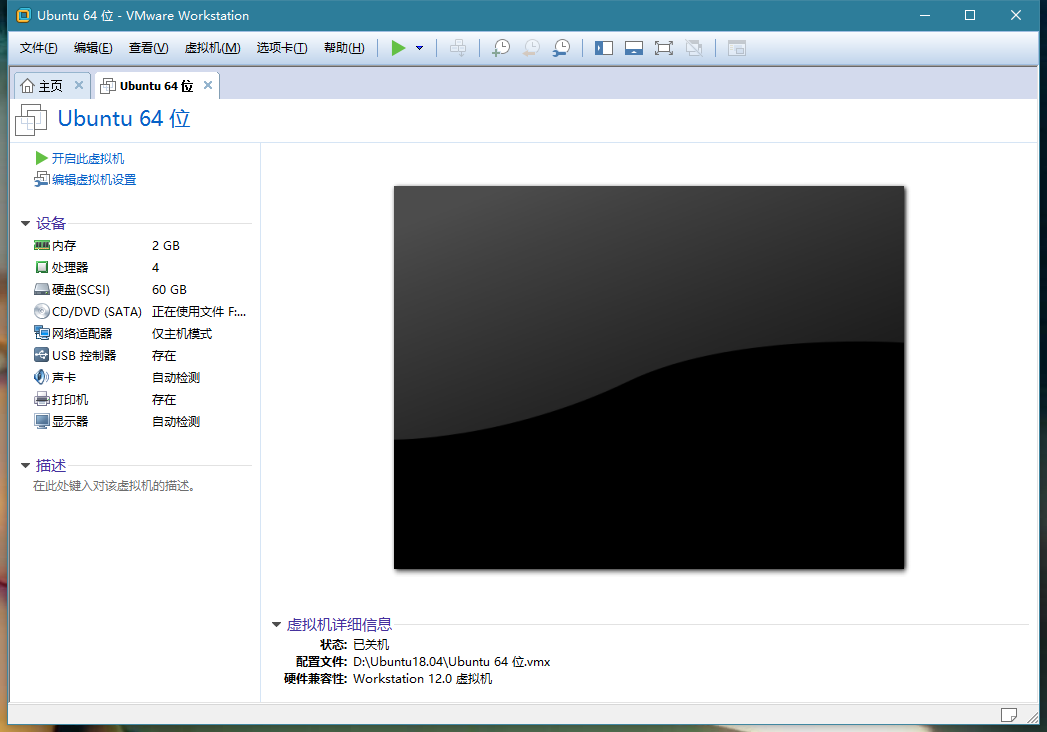 Ubuntu 64 位 - VMware Workstation
文件(F) 编辑(E) 查看(V) 虚拟机(M) 选项卡(T) 帮助(H)
主页 Ubuntu 64 位
Ubuntu 64 位
开启此虚拟机
编辑虚拟机设置
设备
内存 2 GB
处理器 4
硬盘(SCSI) 60 GB
CD/DVD (SATA) 正在使用文件 F:...
网络适配器 仅主机模式
USB 控制器 存在
声卡 自动检测
打印机 存在
显示器 自动检测
描述
在此处键入对该虚拟机的描述。
虚拟机详细信息
状态: 已关机
配置文件: D:\Ubuntu18.04\Ubuntu 64 位.vmx
硬件兼容性: Workstation 12.0 虚拟机